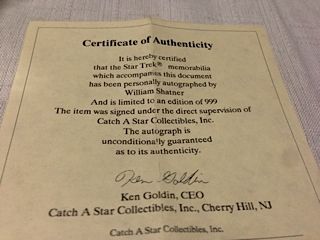 Certificate of Authenticity
It is hereby certified
that the Star Trek® memorabilia
which accompanies this document
has been personally autographed by
William Shatner
And is limited to an edition of 999
The item was signed under the direct supervision of
Catch A Star Collectibles, Inc.
The autograph is
unconditionally guaranteed
as to its authenticity.
Ken Goldin
Ken Goldin, CEO
Catch A Star Collectibles, Inc., Cherry Hill, NJ
Catch A Star Collectibles, Inc.